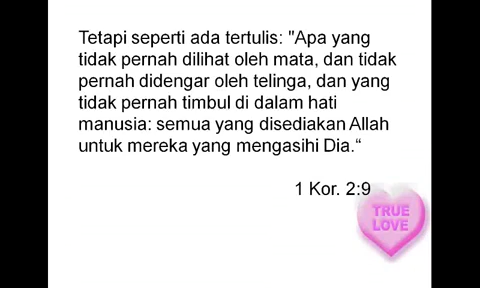 Tetapi seperti ada tertulis: "Apa yang
tidak pernah dilihat oleh mata, dan tidak
pernah didengar oleh telinga, dan yang
tidak pernah timbul di dalam hati
manusia: semua yang disediakan Allah
untuk mereka yang mengasihi Dia.“
1 Kor. 2:9
TRUE
LOVE